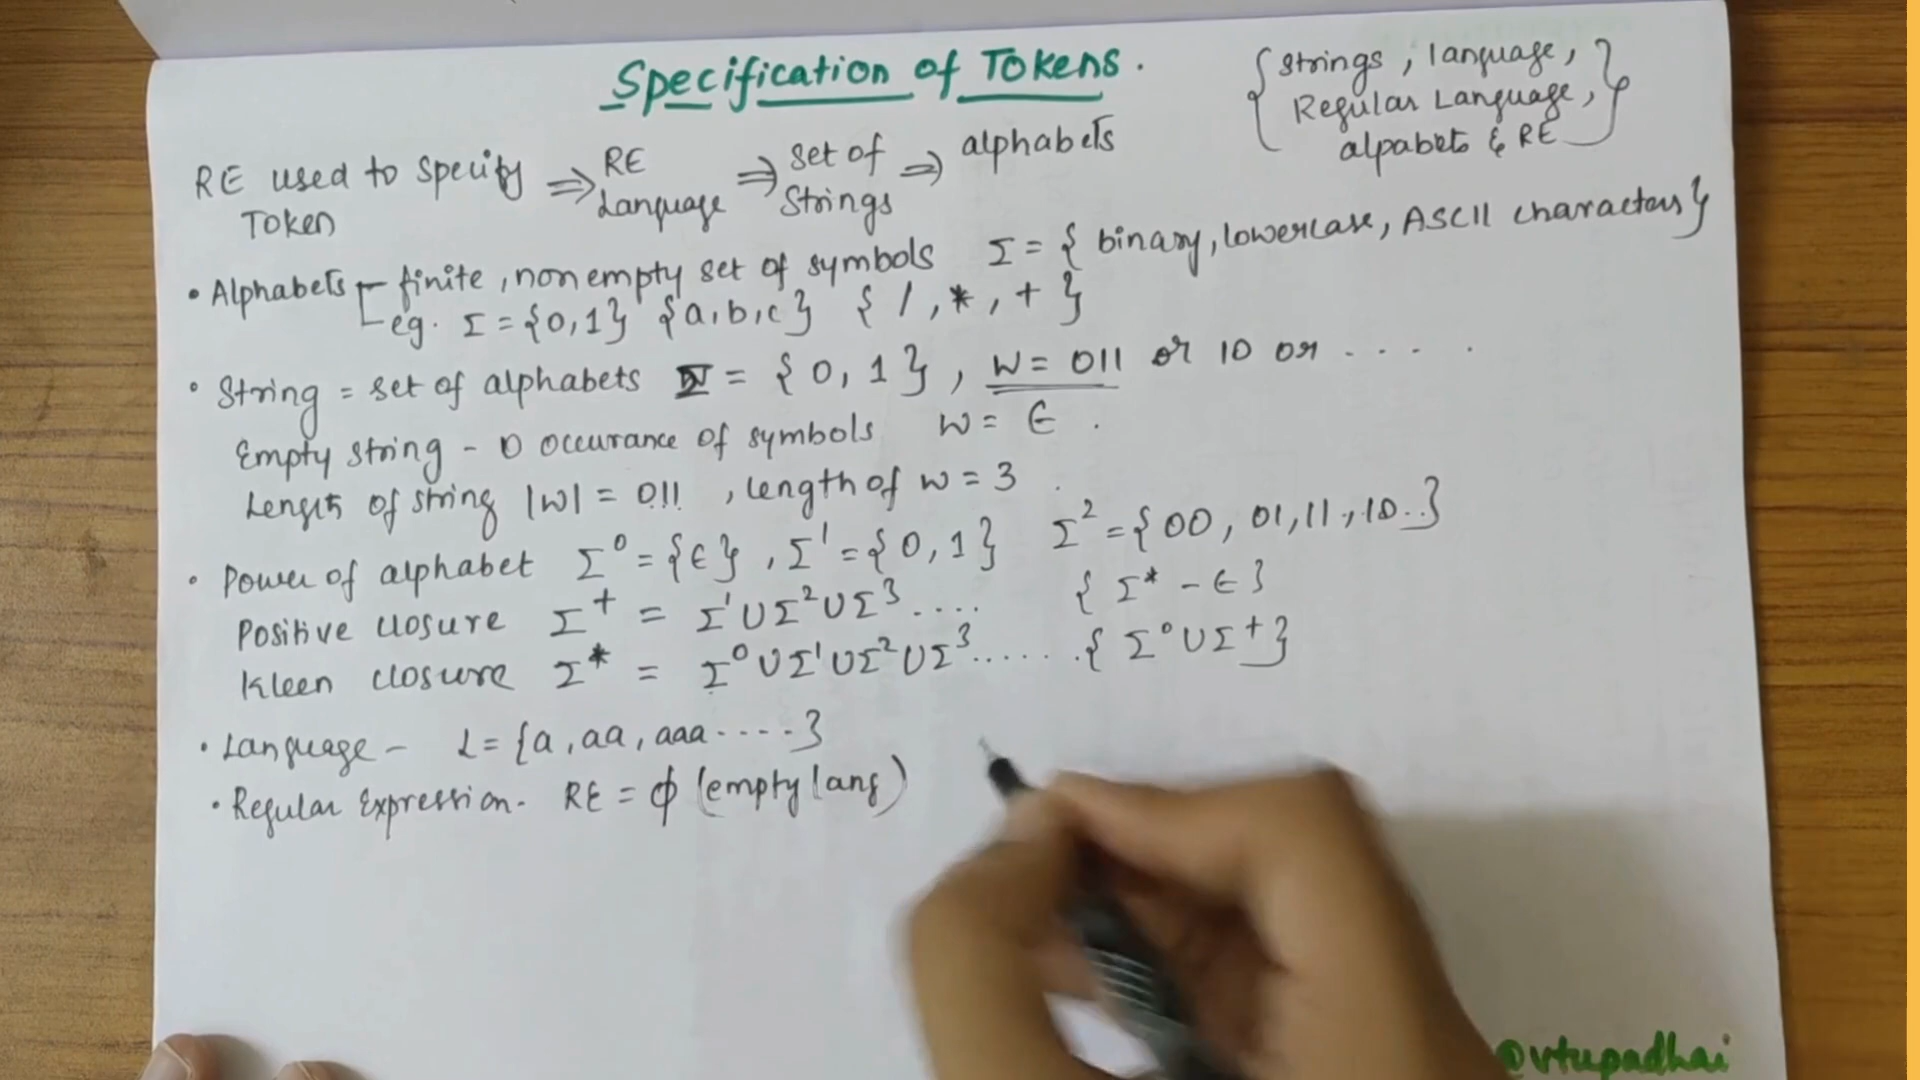 Specification of Tokens.
{ Strings, language,
Regular Language,
alpabets & RE }
RE used to specify Token ⇒ RE Language ⇒ set of Strings ⇒ alphabets
• Alphabets - finite, non empty set of symbols Σ = { binary, lowercase, ASCII characters }
eg. Σ = {0,1} {a,b,c} { /, *, + }
• String = set of alphabets Σ = { 0, 1 }, W = 011 or 10 or ....
Empty string - 0 occurance of symbols w = ∈ .
Length of string |w| = 011 , length of w = 3
• Power of alphabet Σ⁰ = {∈}, Σ¹ = {0, 1} Σ² = {00, 01, 11, 10..}
Positive closure Σ⁺ = Σ¹ ∪ Σ² ∪ Σ³.... { Σ* - ∈ }
Kleen closure Σ* = Σ⁰ ∪ Σ¹ ∪ Σ² ∪ Σ³....... { Σ⁰ ∪ Σ⁺ }
• Language - L = {a, aa, aaa.....}
• Regular Expression - RE = ϕ (empty lang)
@vtupadhai